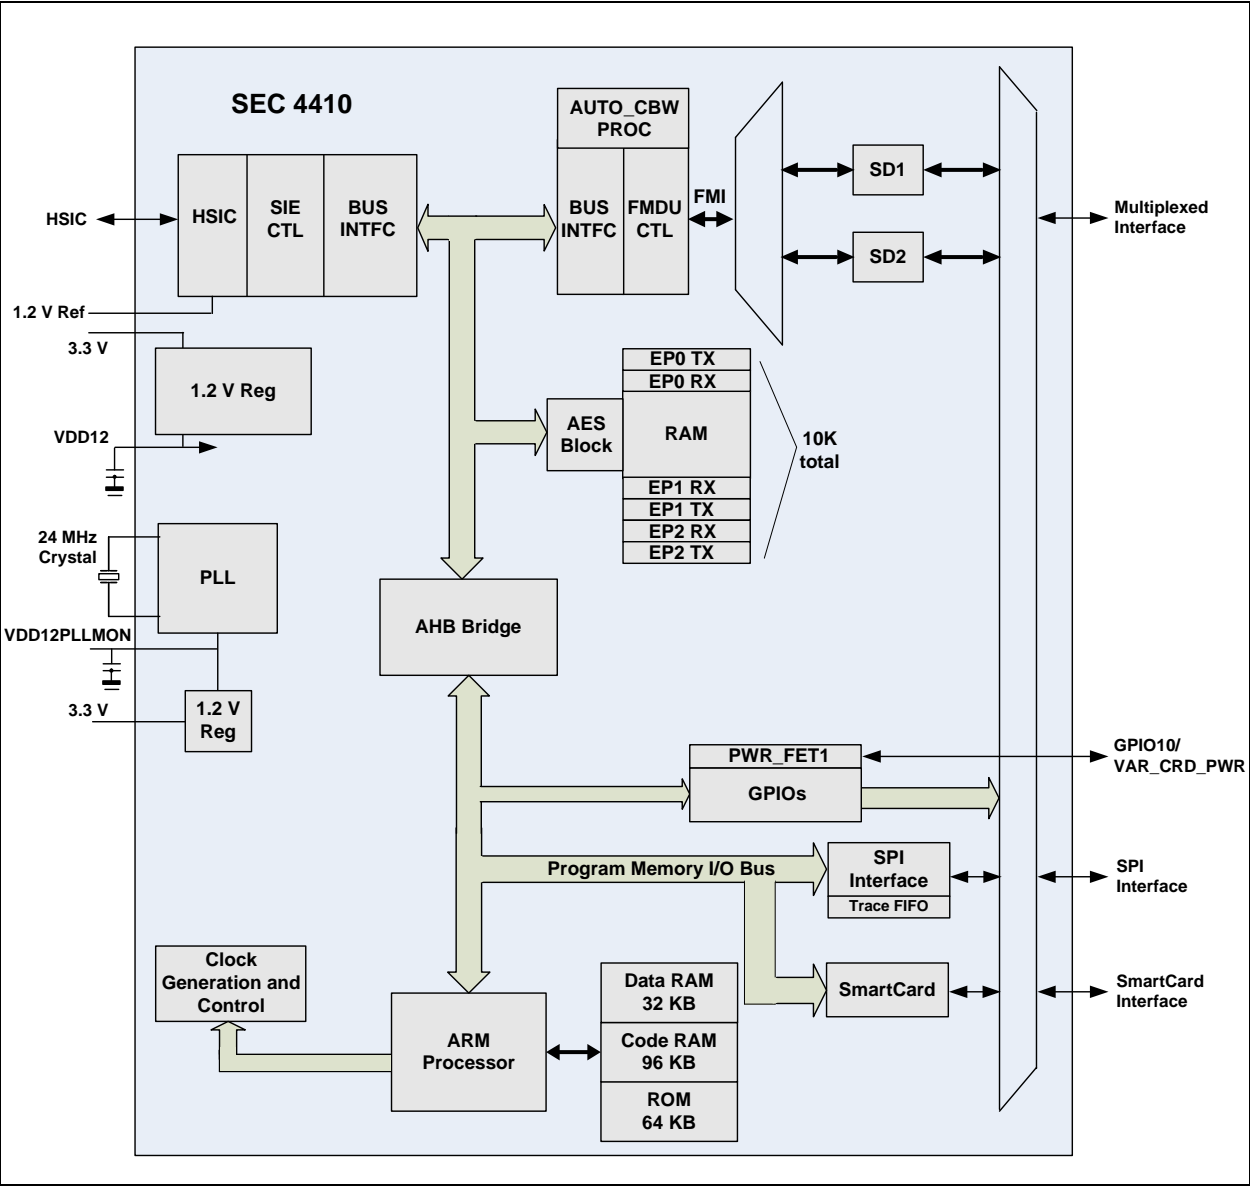 SEC 4410
AUTO_CBW
PROC
HSIC
HSIC
SIE
CTL
BUS
INTFC
BUS
INTFC
FMDU
CTL
FMI
SD1
SD2
Multiplexed
Interface
1.2 V Ref
3.3 V
1.2 V Reg
VDD12
EP0 TX
EP0 RX
AES
Block
RAM
10K
total
EP1 RX
EP1 TX
EP2 RX
EP2 TX
24 MHz
Crystal
PLL
VDD12PLLMON
3.3 V
1.2 V
Reg
AHB Bridge
PWR_FET1
GPIOs
GPIO10/
VAR_CRD_PWR
Program Memory I/O Bus
SPI
Interface
Trace FIFO
SPI
Interface
SmartCard
SmartCard
Interface
Clock
Generation and
Control
ARM
Processor
Data RAM
32 KB
Code RAM
96 KB
ROM
64 KB